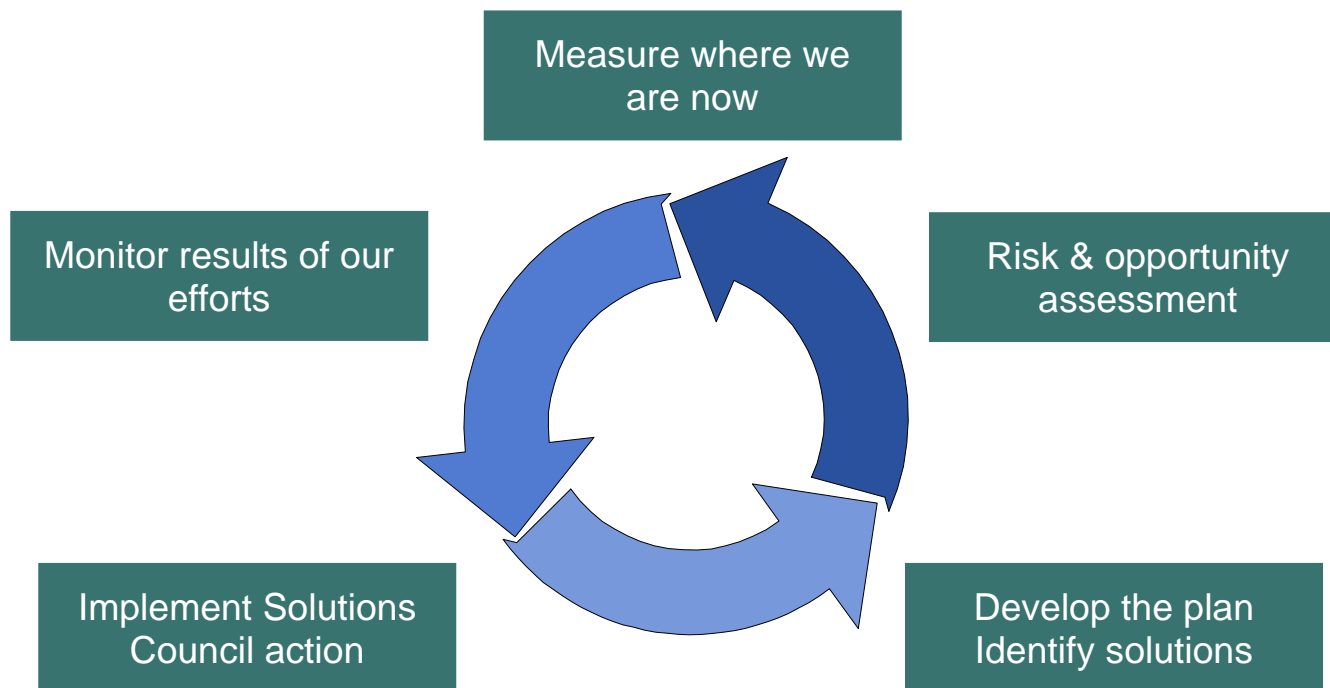 Measure where we
are now
Monitor results of our
efforts
Risk & opportunity
assessment
Implement Solutions
Council action
Develop the plan
Identify solutions